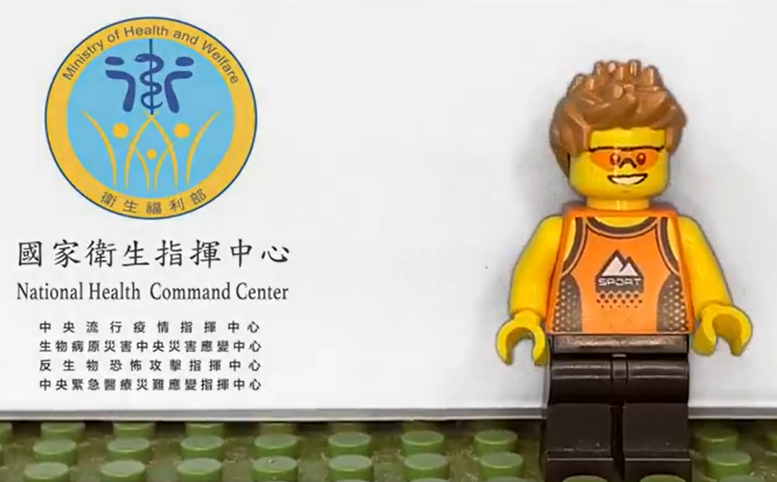 Ministry of Health and Welfare
衛生福利部
國家衛生指揮中心
National Health Command Center
中央流行疫情指揮中心
生物病原災害中央災害應變中心
反生物恐怖攻擊指揮中心
中央緊急醫療災難應變指揮中心
SPORT